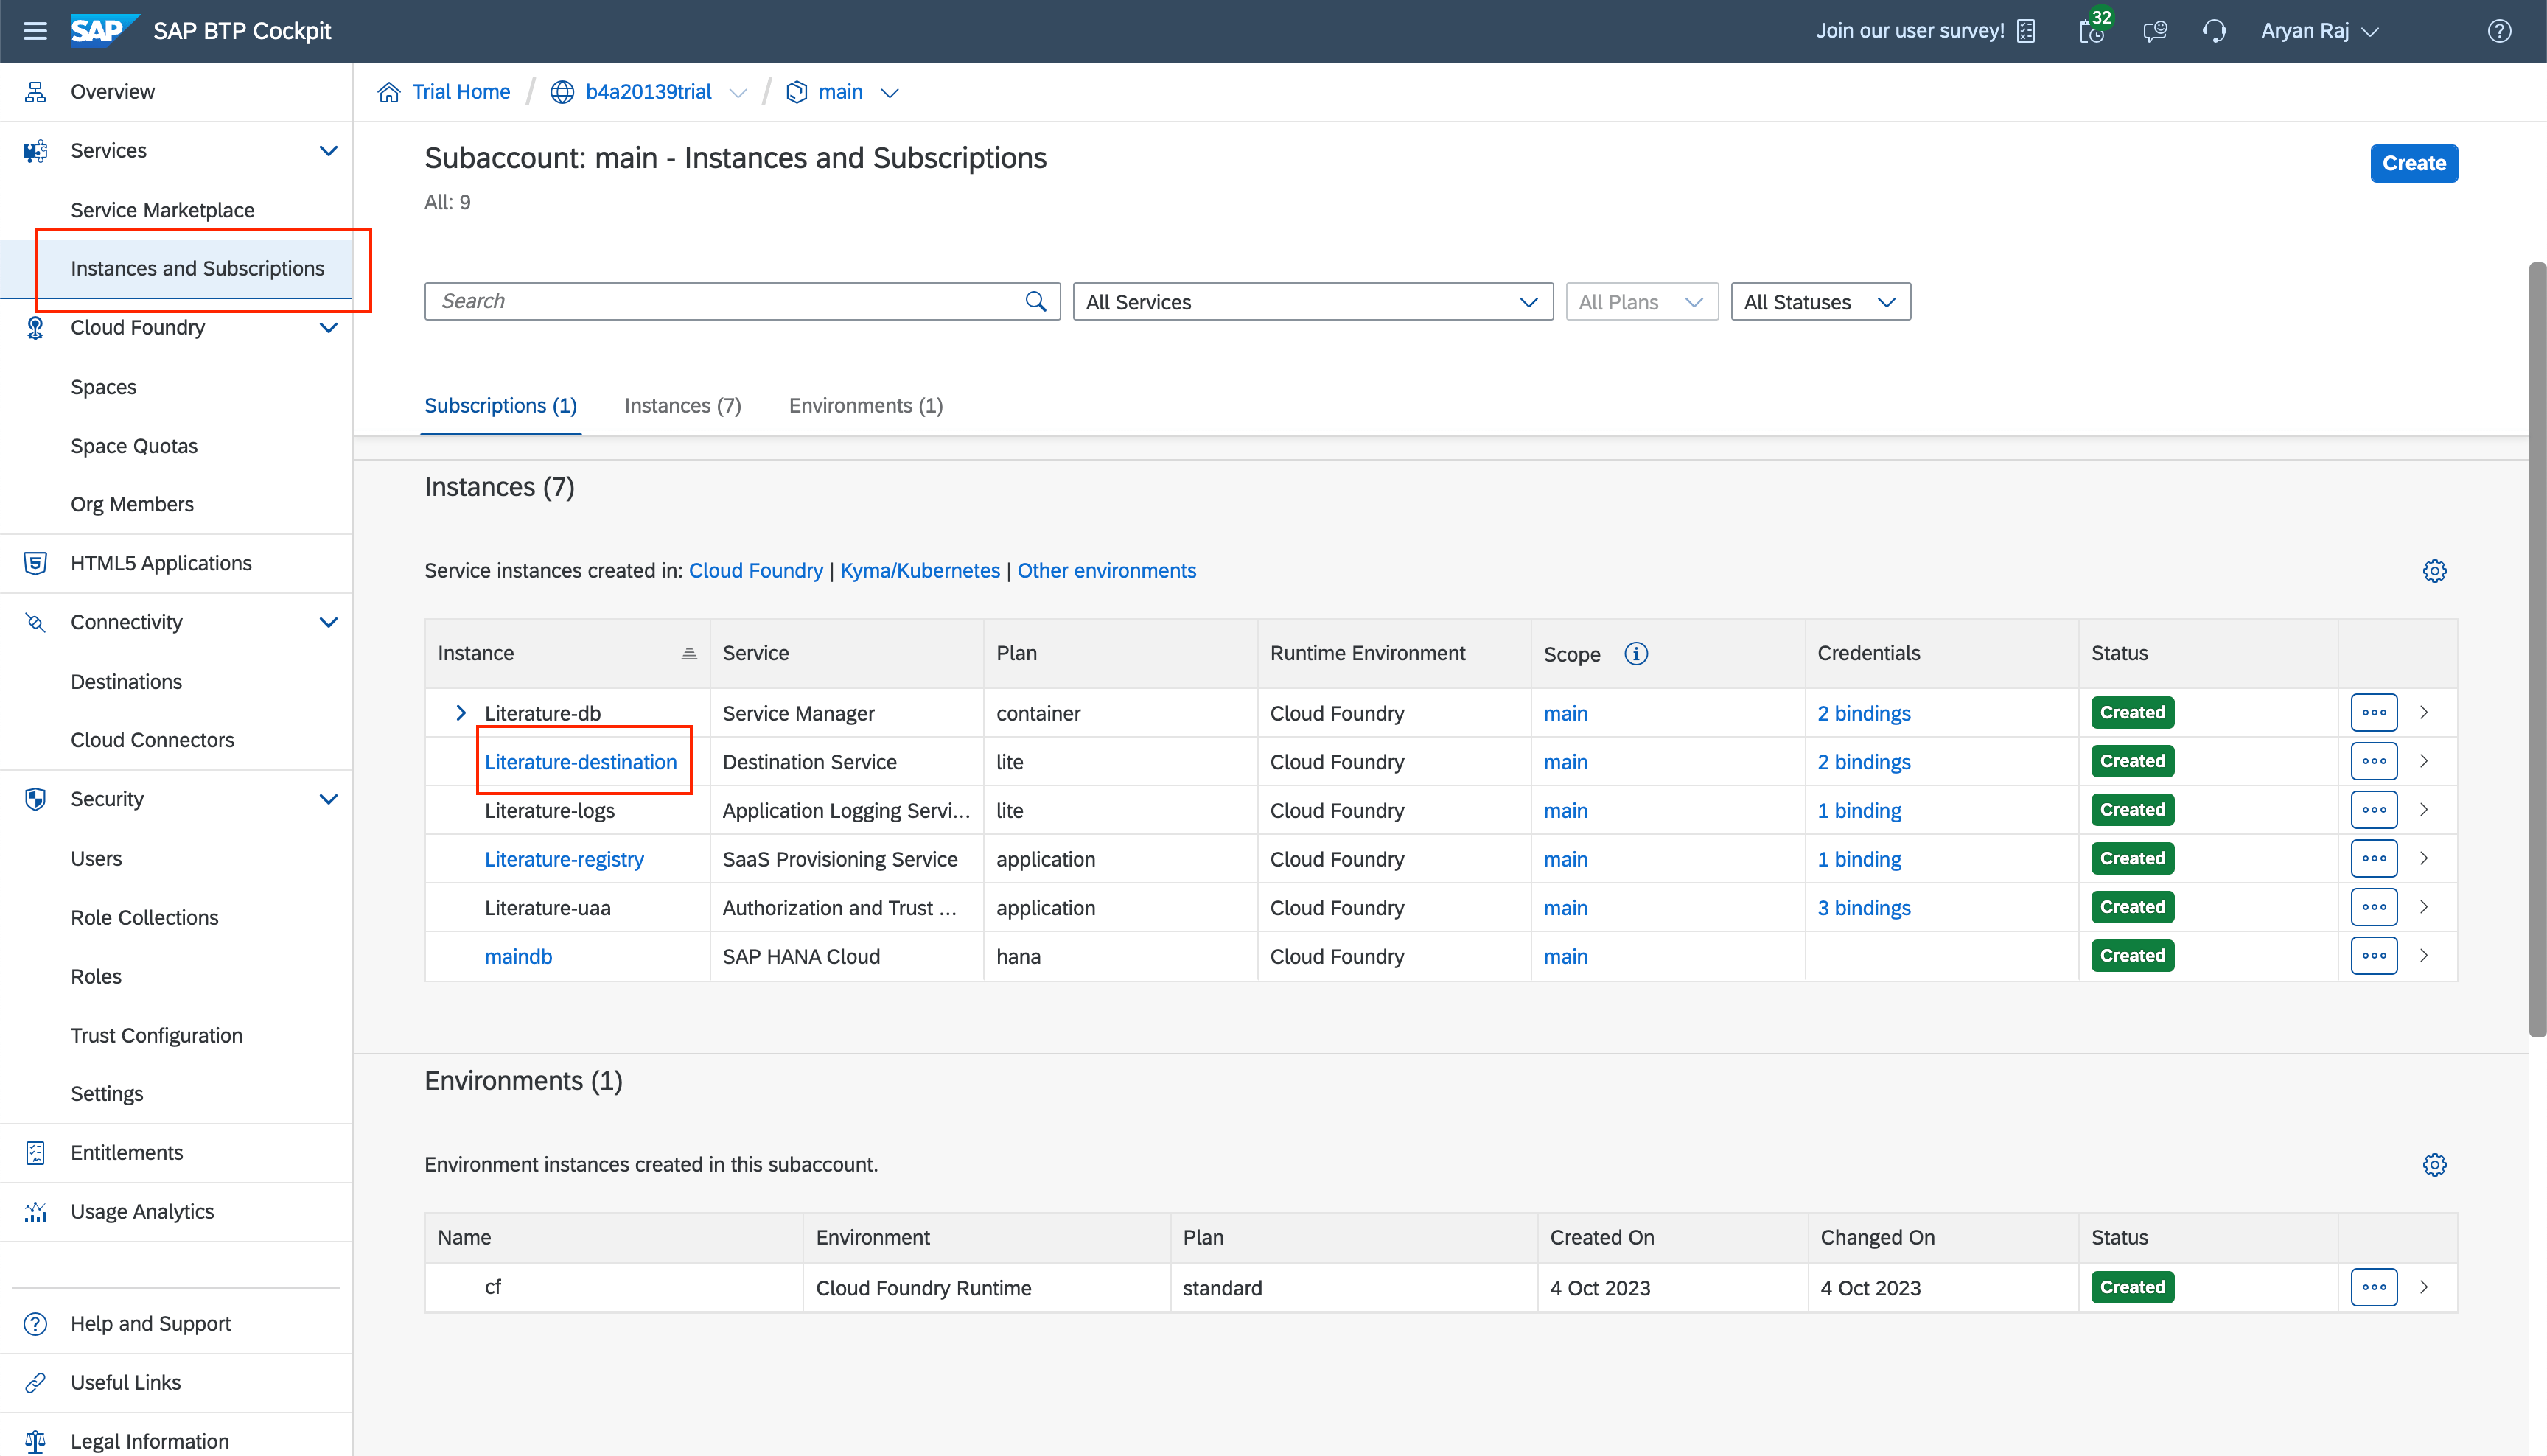 SAP SAP BTP Cockpit
Join our user survey! 32 Aryan Raj
Overview
Services
Service Marketplace
Instances and Subscriptions
Cloud Foundry
Spaces
Space Quotas
Org Members
HTML5 Applications
Connectivity
Destinations
Cloud Connectors
Security
Users
Role Collections
Roles
Trust Configuration
Settings
Entitlements
Usage Analytics
Help and Support
Useful Links
Legal Information
Trial Home / b4a20139trial / main
Subaccount: main - Instances and Subscriptions
Create
All: 9
Search All Services All Plans All Statuses
Subscriptions (1) Instances (7) Environments (1)
Instances (7)
Service instances created in: Cloud Foundry | Kyma/Kubernetes | Other environments
Instance Service Plan Runtime Environment Scope Credentials Status
Literature-db Service Manager container Cloud Foundry main 2 bindings Created
Literature-destination Destination Service lite Cloud Foundry main 2 bindings Created
Literature-logs Application Logging Servi... lite Cloud Foundry main 1 binding Created
Literature-registry SaaS Provisioning Service application Cloud Foundry main 1 binding Created
Literature-uaa Authorization and Trust ... application Cloud Foundry main 3 bindings Created
maindb SAP HANA Cloud hana Cloud Foundry main Created
Environments (1)
Environment instances created in this subaccount.
Name Environment Plan Created On Changed On Status
cf Cloud Foundry Runtime standard 4 Oct 2023 4 Oct 2023 Created